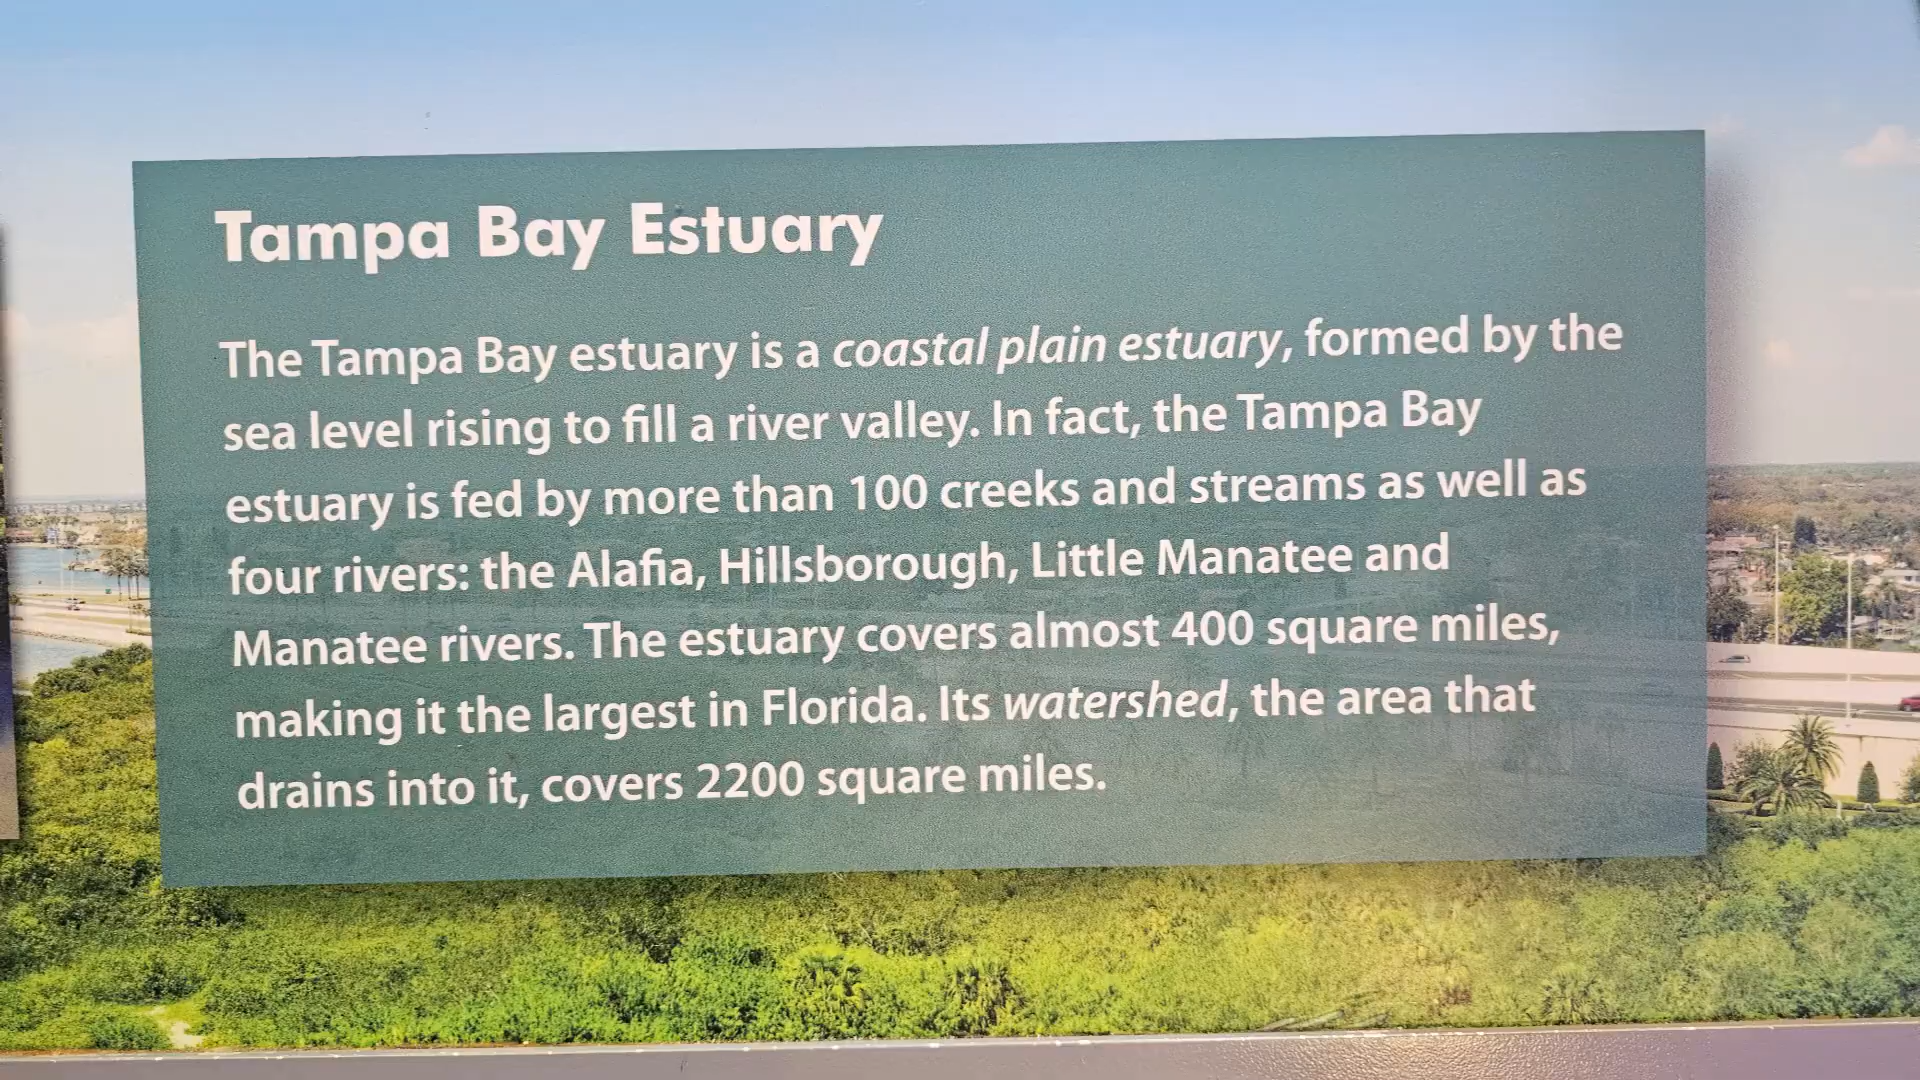 Tampa Bay Estuary
The Tampa Bay estuary is a coastal plain estuary, formed by the
sea level rising to fill a river valley. In fact, the Tampa Bay
estuary is fed by more than 100 creeks and streams as well as
four rivers: the Alafia, Hillsborough, Little Manatee and
Manatee rivers. The estuary covers almost 400 square miles,
making it the largest in Florida. Its watershed, the area that
drains into it, covers 2200 square miles.